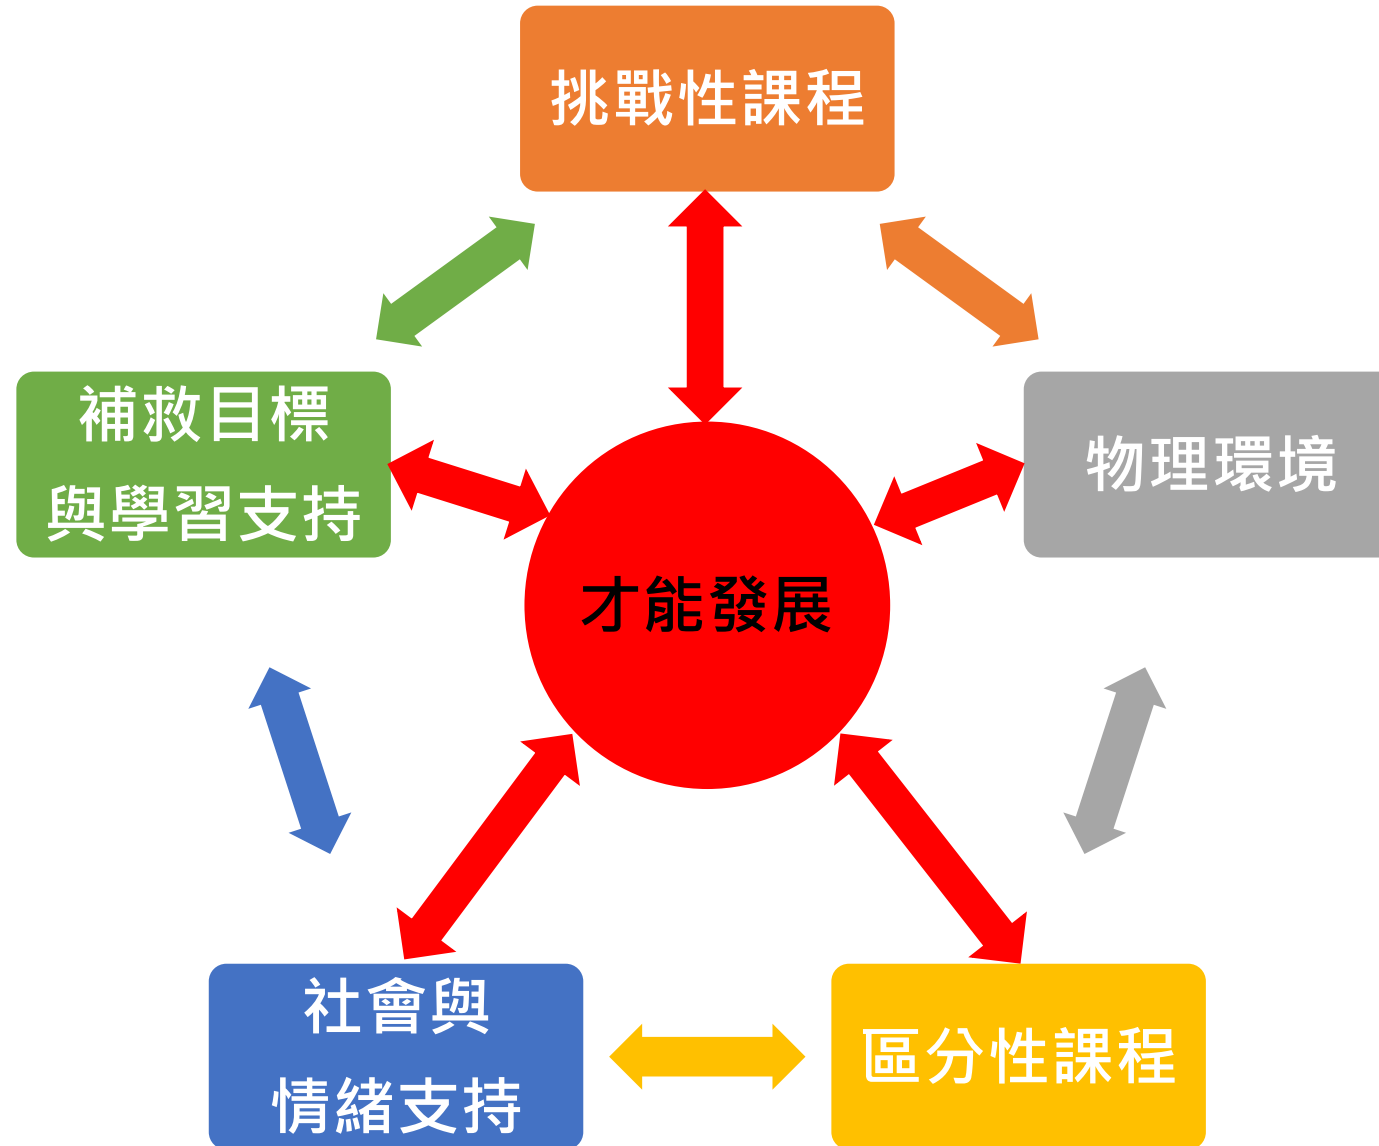 挑戰性課程
補救目標
與學習支持
物理環境
才能發展
社會與
情緒支持
區分性課程